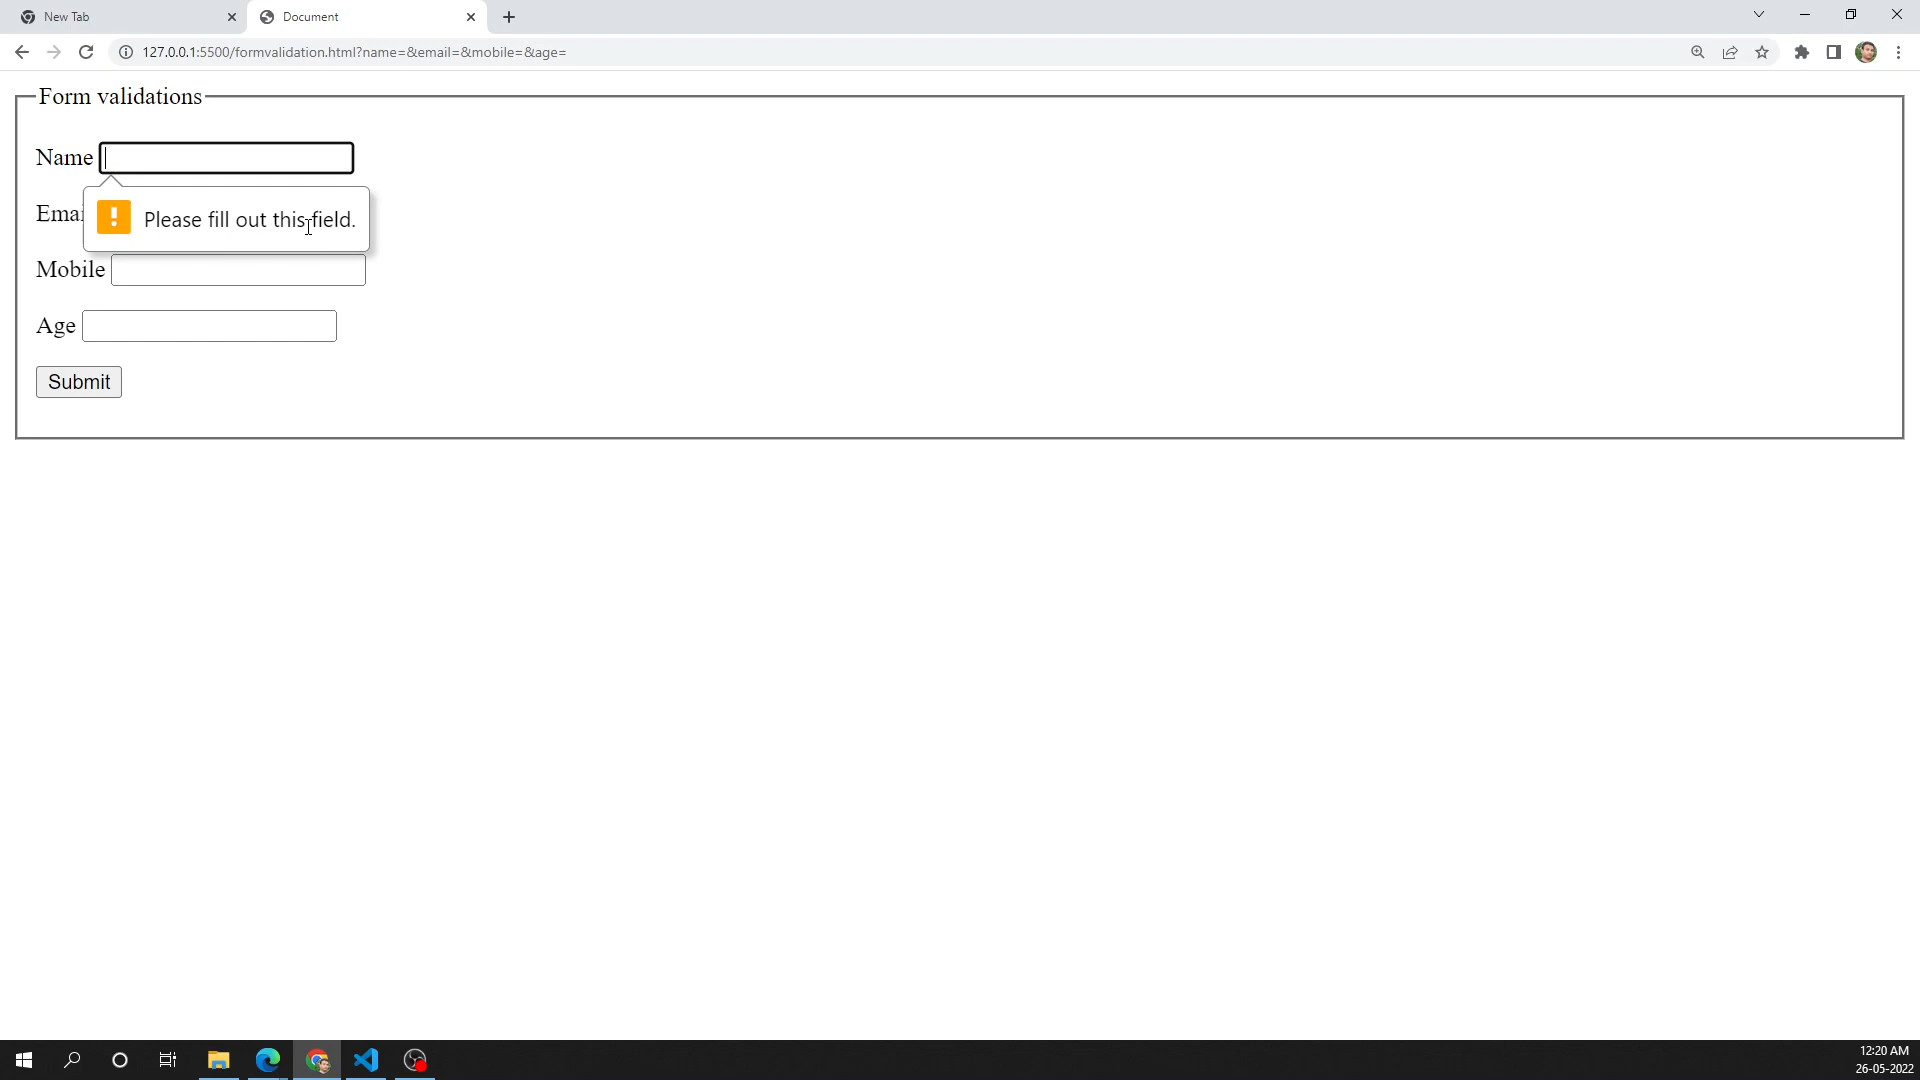 New Tab
Document
127.0.0.1:5500/formvalidation.html?name=&email=&mobile=&age=
Form validations
Name
Emai
Please fill out this field.
Mobile
Age
Submit
12:20 AM
26-05-2022